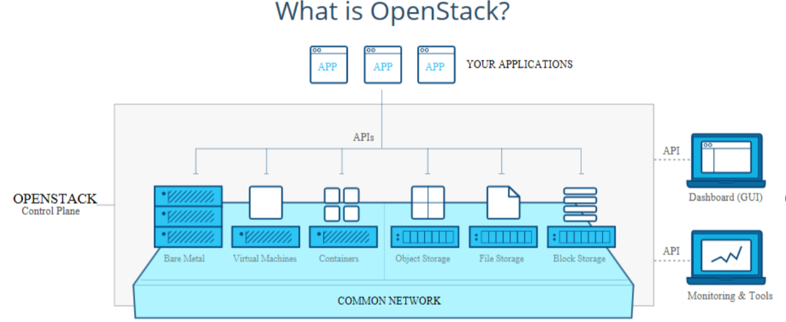 What is OpenStack?
APP APP APP YOUR APPLICATIONS
APIs
API
OPENSTACK
Control Plane
Dashboard (GUI)
Bare Metal Virtual Machines Containers Object Storage File Storage Block Storage
API
Monitoring & Tools
COMMON NETWORK